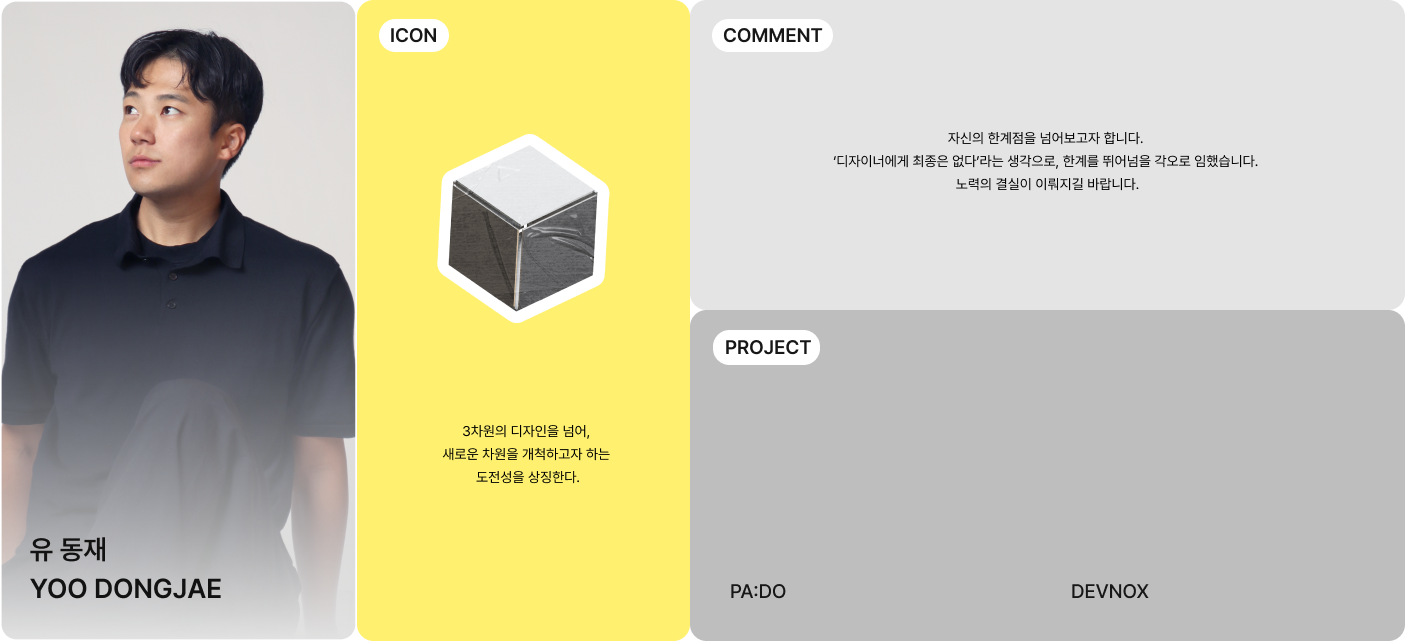 유 동재
YOO DONGJAE
ICON
3차원의 디자인을 넘어,
새로운 차원을 개척하고자 하는
도전성을 상징한다.
COMMENT
자신의 한계점을 넘어보고자 합니다.
‘디자이너에게 최종은 없다’라는 생각으로, 한계를 뛰어넘을 각오로 임했습니다.
노력의 결실이 이뤄지길 바랍니다.
PROJECT
PA:DO
DEVNOX